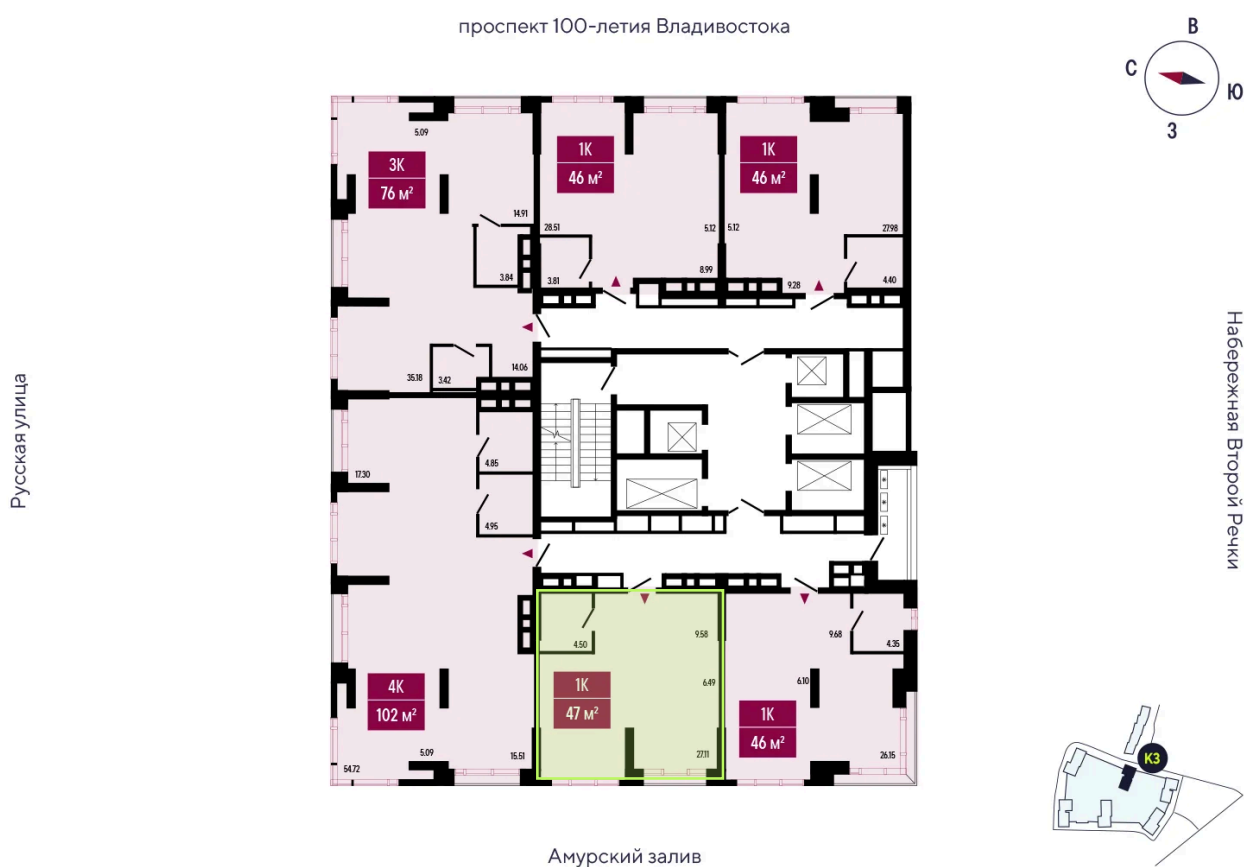 проспект 100-летия Владивостока
В
С
Ю
З
5.09
3К
76 м²
14.91
3.84
35.18
3.42
14.06
1К
46 м²
28.51
5.12
3.81
8.99
1К
46 м²
5.12
27.98
9.28
4.40
Русская улица
Набережная Второй Речки
17.30
4.85
4.95
4К
102 м²
5.09
15.51
54.72
4.50
9.58
1К
47 м²
6.49
27.11
9.68
4.35
6.10
1К
46 м²
26.15
К3
Амурский залив